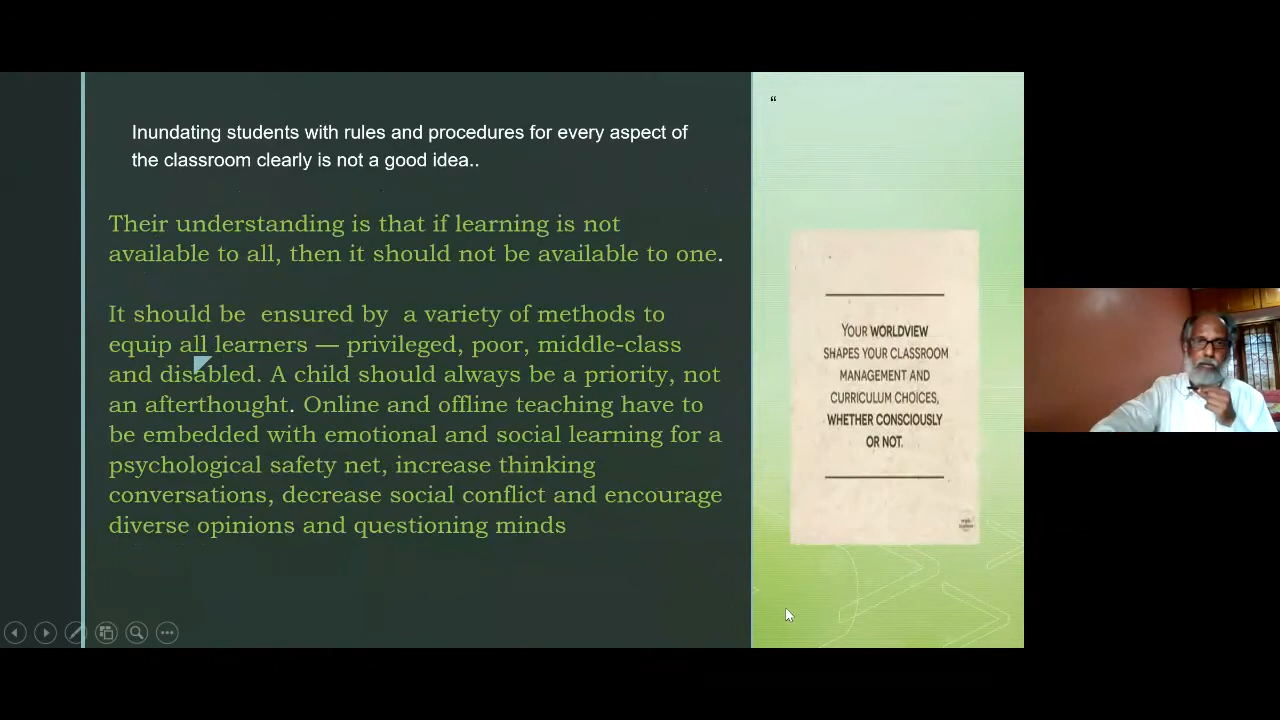 Inundating students with rules and procedures for every aspect of
the classroom clearly is not a good idea..
Their understanding is that if learning is not
available to all, then it should not be available to one.
It should be  ensured by  a variety of methods to
equip all learners — privileged, poor, middle-class
and disabled. A child should always be a priority, not
an afterthought. Online and offline teaching have to
be embedded with emotional and social learning for a
psychological safety net, increase thinking
conversations, decrease social conflict and encourage
diverse opinions and questioning minds
“
YOUR WORLDVIEW
SHAPES YOUR CLASSROOM
MANAGEMENT AND
CURRICULUM CHOICES,
WHETHER CONSCIOUSLY
OR NOT.